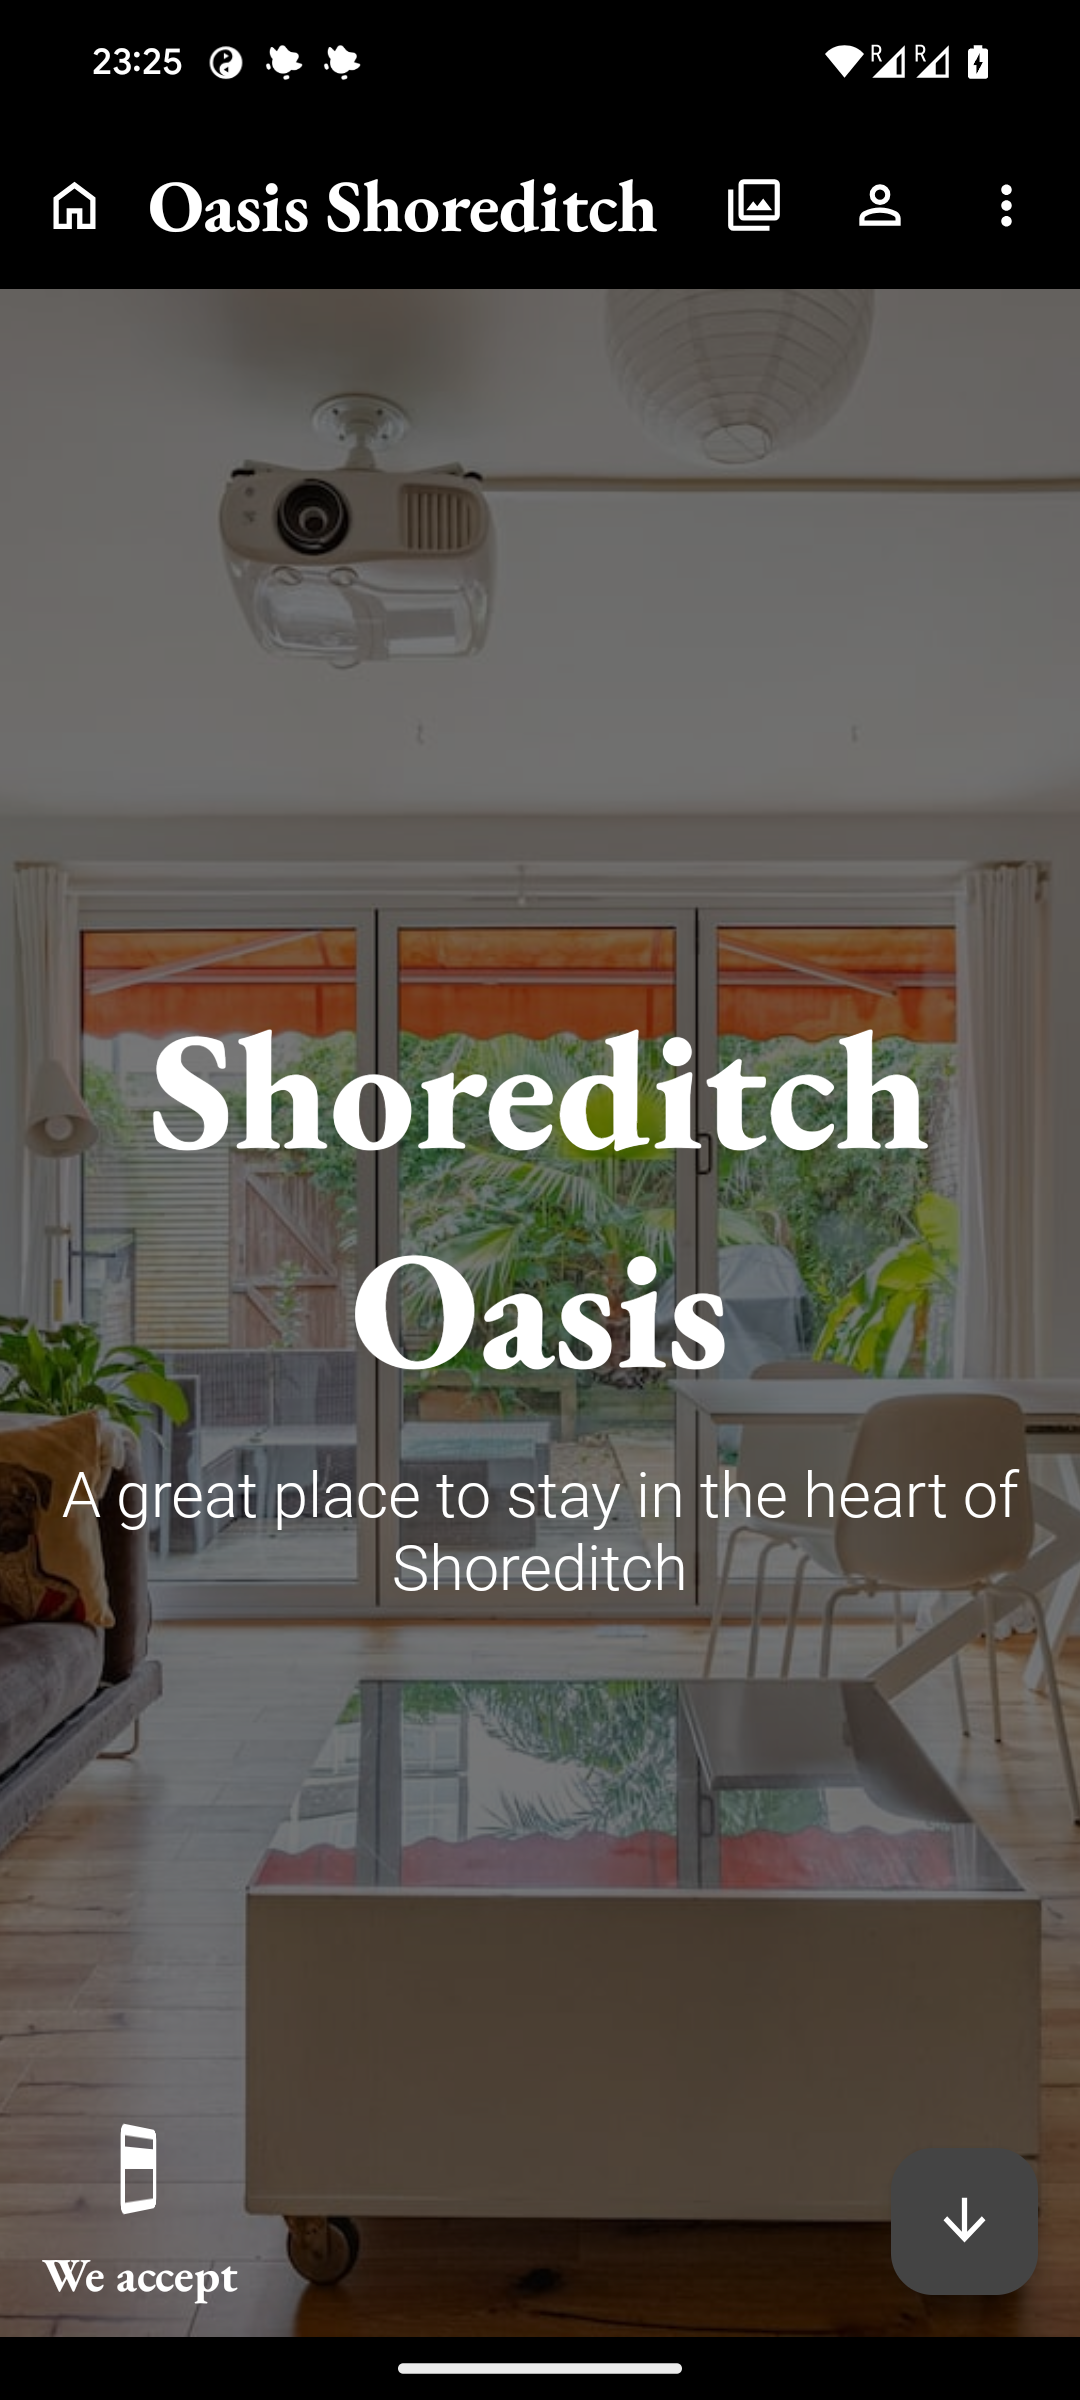 23:25
Oasis Shoreditch
Shoreditch
Oasis
A great place to stay in the heart of
Shoreditch
We accept